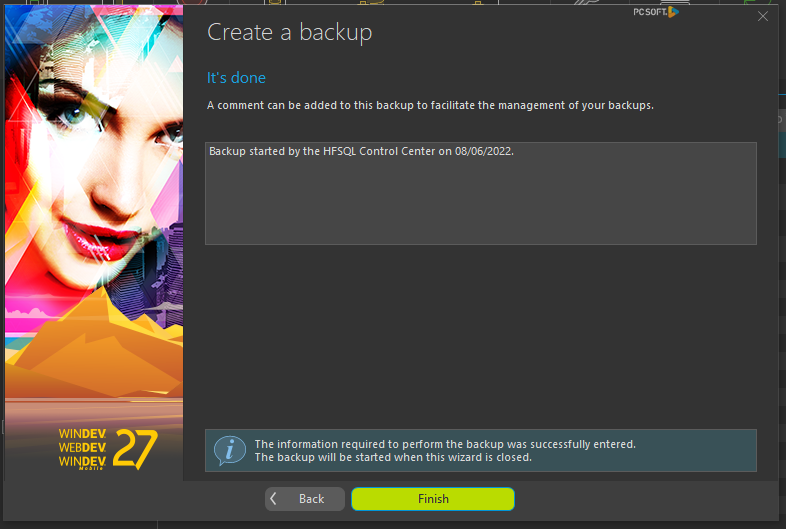 PC SOFT
Create a backup
It's done
A comment can be added to this backup to facilitate the management of your backups.
Backup started by the HFSQL Control Center on 08/06/2022.
WINDEV
WEBDEV
WINDEV
Mobile
27
The information required to perform the backup was successfully entered.
The backup will be started when this wizard is closed.
Back
Finish